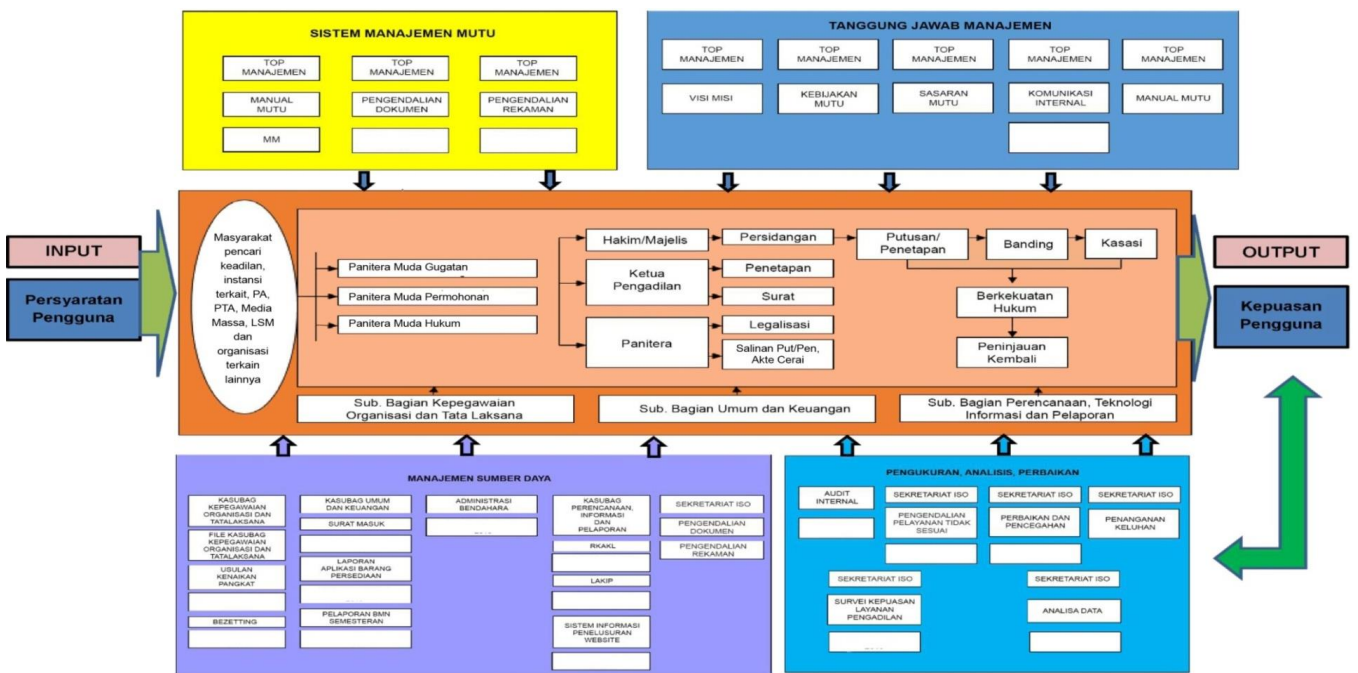 SISTEM MANAJEMEN MUTU
TOP
MANAJEMEN
TOP
MANAJEMEN
TOP
MANAJEMEN
MANUAL
MUTU
PENGENDALIAN
DOKUMEN
PENGENDALIAN
REKAMAN
MM
TANGGUNG JAWAB MANAJEMEN
TOP
MANAJEMEN
TOP
MANAJEMEN
TOP
MANAJEMEN
TOP
MANAJEMEN
TOP
MANAJEMEN
VISI MISI
KEBIJAKAN
MUTU
SASARAN
MUTU
KOMUNIKASI
INTERNAL
MANUAL MUTU
INPUT
Persyaratan
Pengguna
Masyarakat
pencari
keadilan,
instansi
terkait, PA,
PTA, Media
Massa, LSM
dan
organisasi
terkain
lainnya
Panitera Muda Gugatan
Panitera Muda Permohonan
Panitera Muda Hukum
Hakim/Majelis
Persidangan
Putusan/
Penetapan
Banding
Kasasi
Ketua
Pengadilan
Penetapan
Surat
Berkekuatan
Hukum
Panitera
Legalisasi
Salinan Put/Pen,
Akte Cerai
Peninjauan
Kembali
Sub. Bagian Kepegawaian
Organisasi dan Tata Laksana
Sub. Bagian Umum dan Keuangan
Sub. Bagian Perencanaan, Teknologi
Informasi dan Pelaporan
OUTPUT
Kepuasan
Pengguna
MANAJEMEN SUMBER DAYA
KASUBAG
KEPEGAWAIAN
ORGANISASI DAN
TATALAKSANA
FILE KASUBAG
KEPEGAWAIAN
ORGANISASI DAN
TATALAKSANA
USULAN
KENAIKAN
PANGKAT
BEZETTING
KASUBAG UMUM
DAN KEUANGAN
SURAT MASUK
LAPORAN
APLIKASI BARANG
PERSEDIAAN
PELAPORAN BMN
SEMESTERAN
ADMINISTRASI
BENDAHARA
KASUBAG
PERENCANAAN,
INFORMASI
DAN
PELAPORAN
RKAKL
LAKIP
SISTEM INFORMASI
PENELUSURAN
WEBSITE
SEKRETARIAT ISO
PENGENDALIAN
DOKUMEN
PENGENDALIAN
REKAMAN
PENGUKURAN, ANALISIS, PERBAIKAN
AUDIT
INTERNAL
SEKRETARIAT ISO
PENGENDALIAN
PELAYANAN TIDAK
SESUAI
SEKRETARIAT ISO
PERBAIKAN DAN
PENCEGAHAN
SEKRETARIAT ISO
PENANGANAN
KELUHAN
SEKRETARIAT ISO
SURVEI KEPUASAN
LAYANAN
PENGADILAN
SEKRETARIAT ISO
ANALISA DATA